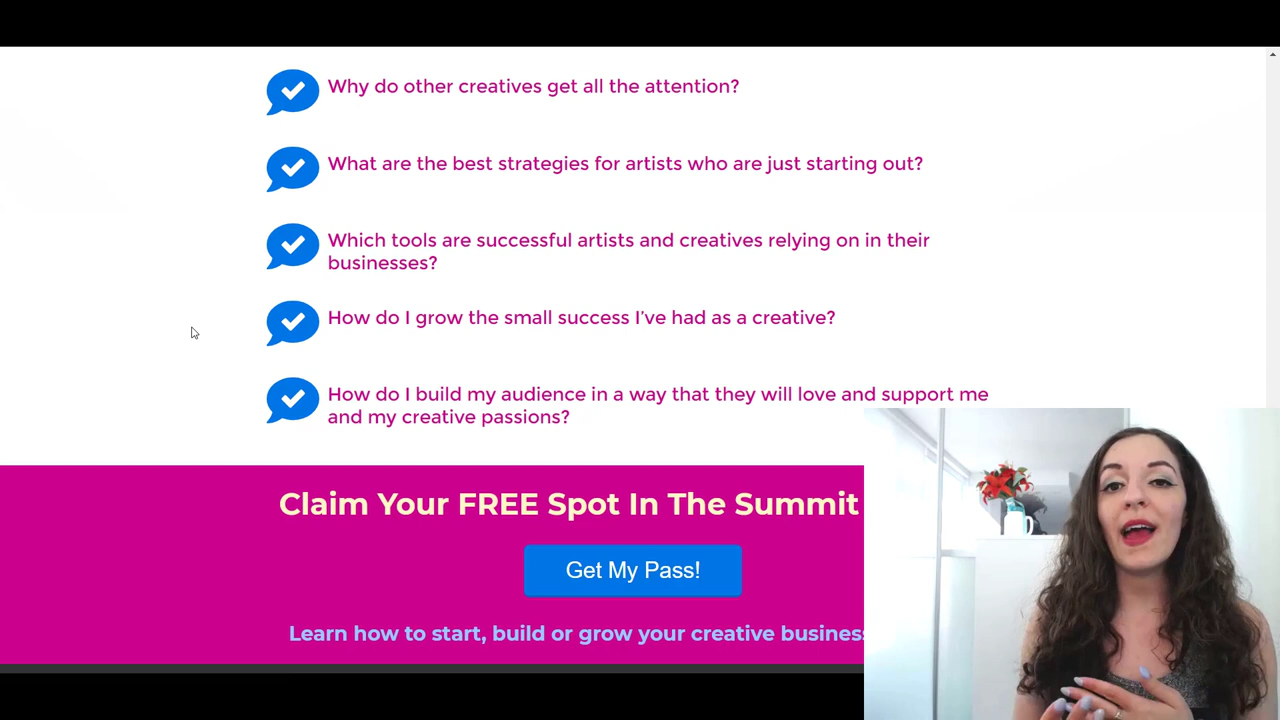 Why do other creatives get all the attention?
What are the best strategies for artists who are just starting out?
Which tools are successful artists and creatives relying on in their
businesses?
How do I grow the small success I've had as a creative?
How do I build my audience in a way that they will love and support me
and my creative passions?
Claim Your FREE Spot In The Summit
Get My Pass!
Learn how to start, build or grow your creative business